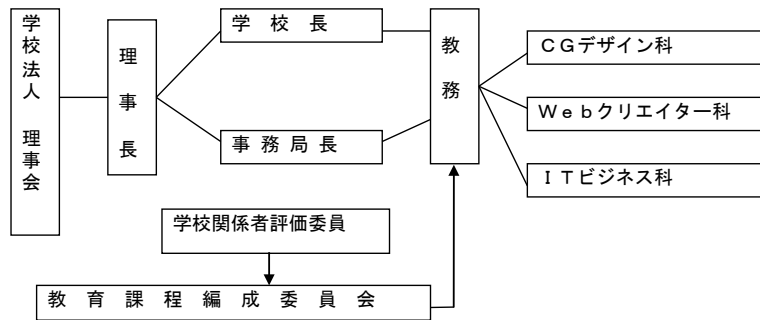 学校法人　理事会
理事長
学校長
事務局長
教務
ＣＧデザイン科
Ｗｅｂクリエイター科
ＩＴビジネス科
学校関係者評価委員
教育課程編成委員会